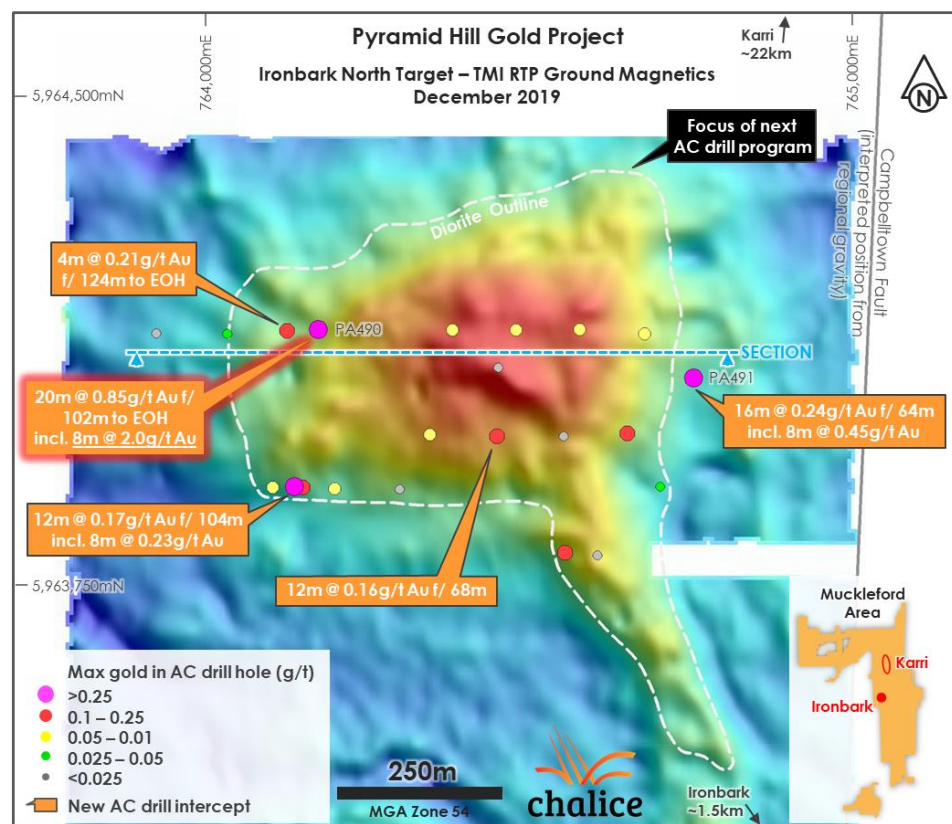 Pyramid Hill Gold Project
Ironbark North Target – TMI RTP Ground Magnetics
December 2019
Karri
~22km
764,000mE
765,000mE
5,964,500mN
Focus of next
AC drill program
Campbelltown Fault
(interpreted position from
regional gravity)
Diorite Outline
4m @ 0.21g/t Au
f/ 124m to EOH
PA490
SECTION
PA491
20m @ 0.85g/t Au f/
102m to EOH
incl. 8m @ 2.0g/t Au
16m @ 0.24g/t Au f/ 64m
incl. 8m @ 0.45g/t Au
12m @ 0.17g/t Au f/ 104m
incl. 8m @ 0.23g/t Au
12m @ 0.16g/t Au f/ 68m
5,963,750mN
Muckleford
Area
Karri
Ironbark
Max gold in AC drill hole (g/t)
>0.25
0.1 – 0.25
0.05 – 0.01
0.025 – 0.05
<0.025
New AC drill intercept
250m
MGA Zone 54
chalice
Ironbark
~1.5km